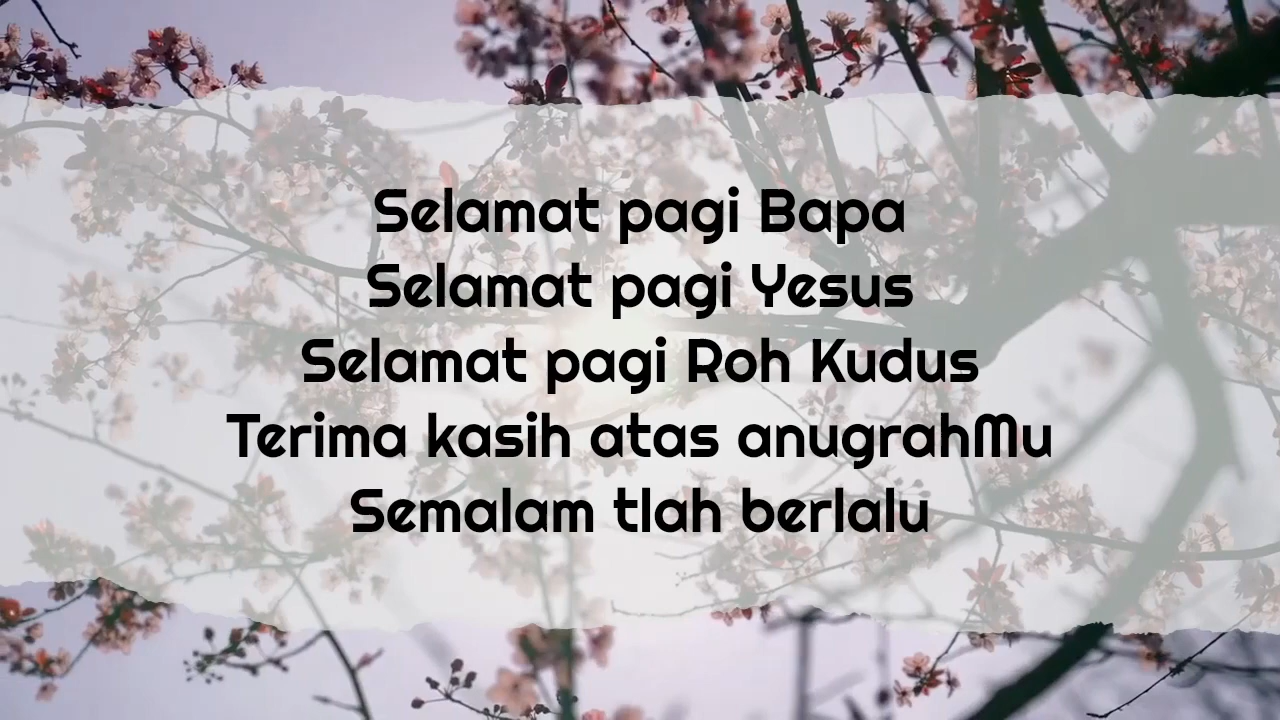 Selamat pagi Bapa
Selamat pagi Yesus
Selamat pagi Roh Kudus
Terima kasih atas anugrahMu
Semalam tlah berlalu